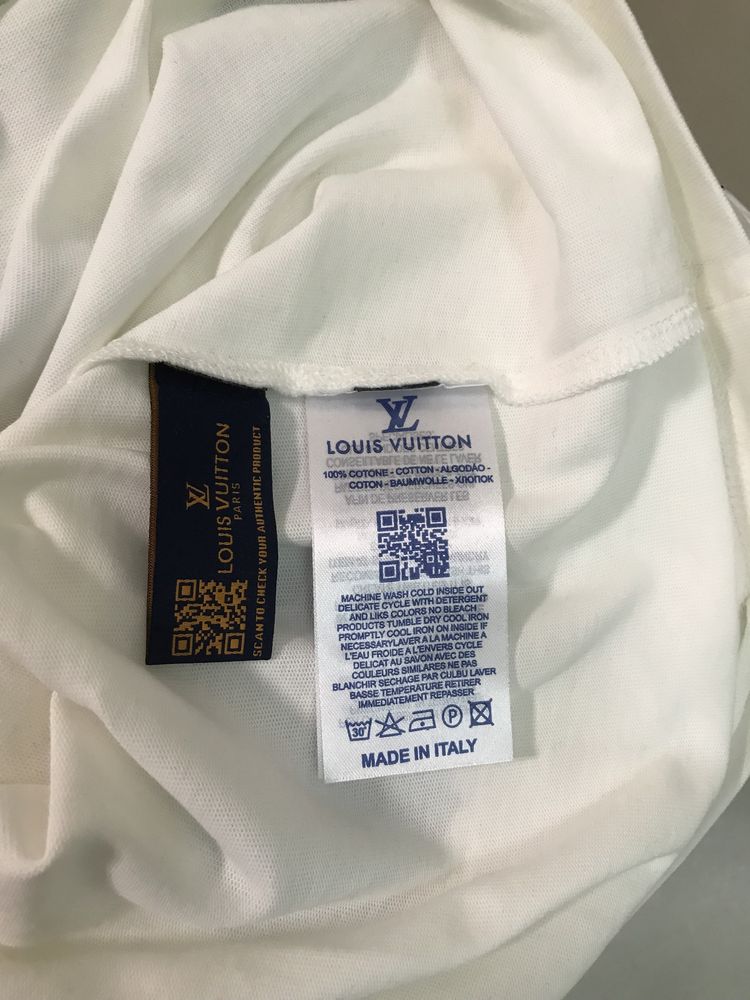 LV
LOUIS VUITTON
PARIS
SCAN TO CHECK YOUR AUTHENTIC PRODUCT
LV
LOUIS VUITTON
100% COTONE - COTTON - ALGODÃO -
COTON - BAUMWOLLE - ХЛОПОК
MACHINE WASH COLD INSIDE OUT
DELICATE CYCLE WITH DETERGENT
AND LIKS COLORS NO BLEACH
PRODUCTS TUMBLE DRY COOL IRON
PROMPTLY COOL IRON ON INSIDE IF
NECESSARYLAVER A LA MACHINE A
L'EAU FROIDE A L'ENVERS CYCLE
DELICAT AU SAVON AVEC DES
COULEURS SIMILARES NE PAS
BLANCHIR SECHAGE PAR CULBU LAVER
BASSE TEMPERATURE RETIRER
IMMEDIATEMENT REPASSER
30°
P
MADE IN ITALY